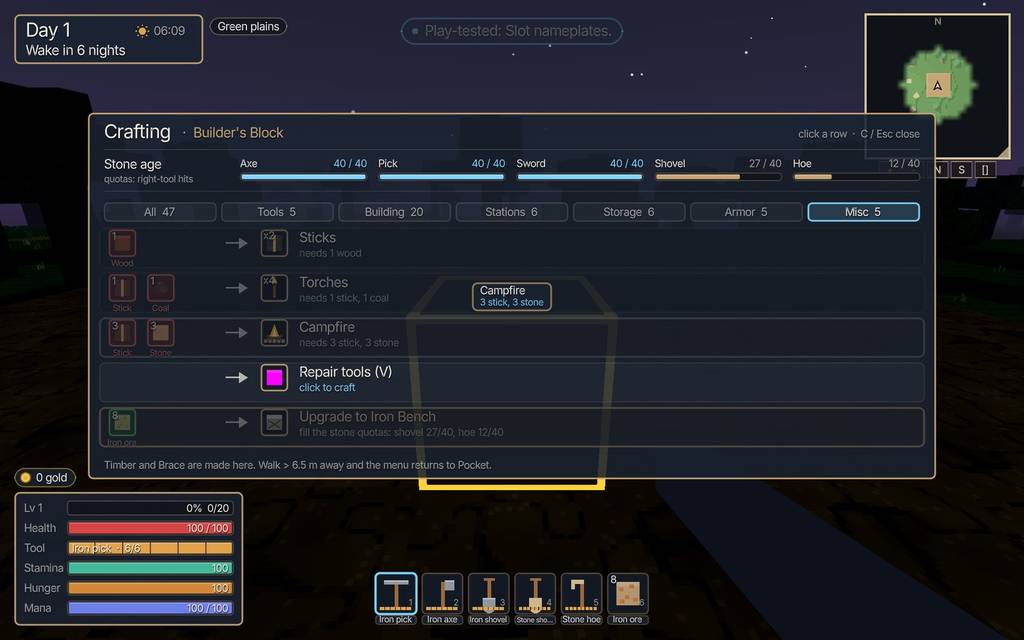 Day 1
06:09
Wake in 6 nights
Green plains
Play-tested: Slot nameplates.
N
Crafting · Builder's Block
click a row · C / Esc close
Stone age
quotas: right-tool hits
Axe 40 / 40
Pick 40 / 40
Sword 40 / 40
Shovel 27 / 40
Hoe 12 / 40
N
S
[]
All 47
Tools 5
Building 20
Stations 6
Storage 6
Armor 5
Misc 5
1
Wood
x2
Sticks
needs 1 wood
1
Stick
1
Coal
x4
Torches
needs 1 stick, 1 coal
Campfire
3 stick, 3 stone
3
Stick
3
Stone
Campfire
needs 3 stick, 3 stone
Repair tools (V)
click to craft
8
Iron ore
Upgrade to Iron Bench
fill the stone quotas: shovel 27/40, hoe 12/40
Timber and Brace are made here. Walk > 6.5 m away and the menu returns to Pocket.
0 gold
Lv 1 0% 0/20
Health 100 / 100
Tool Iron pick · 6/6
Stamina 100
Hunger 100
Mana 100 / 100
1
Iron pick
2
Iron axe
3
Iron shovel
4
Stone sho...
5
Stone hoe
8
6
Iron ore